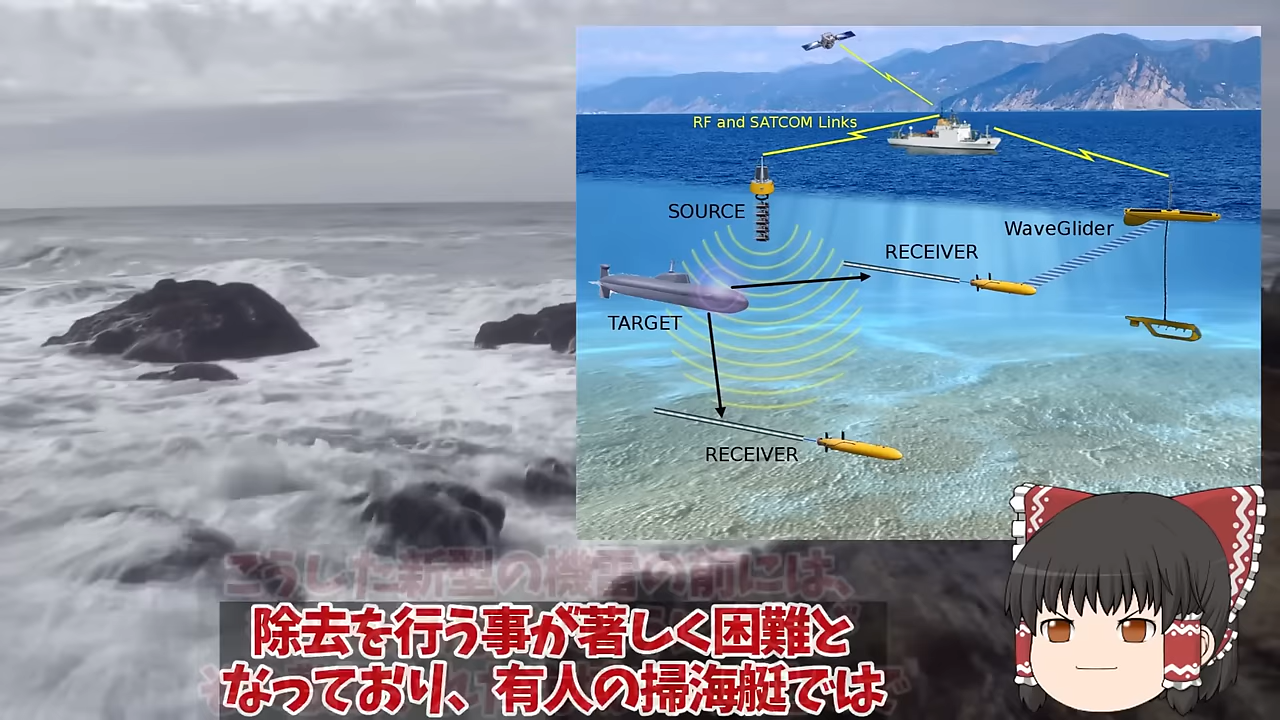 RF and SATCOM Links
SOURCE
WaveGlider
RECEIVER
TARGET
RECEIVER
こうした新型の機雷の前には、
除去を行う事が著しく困難と
なっており、有人の掃海艇では